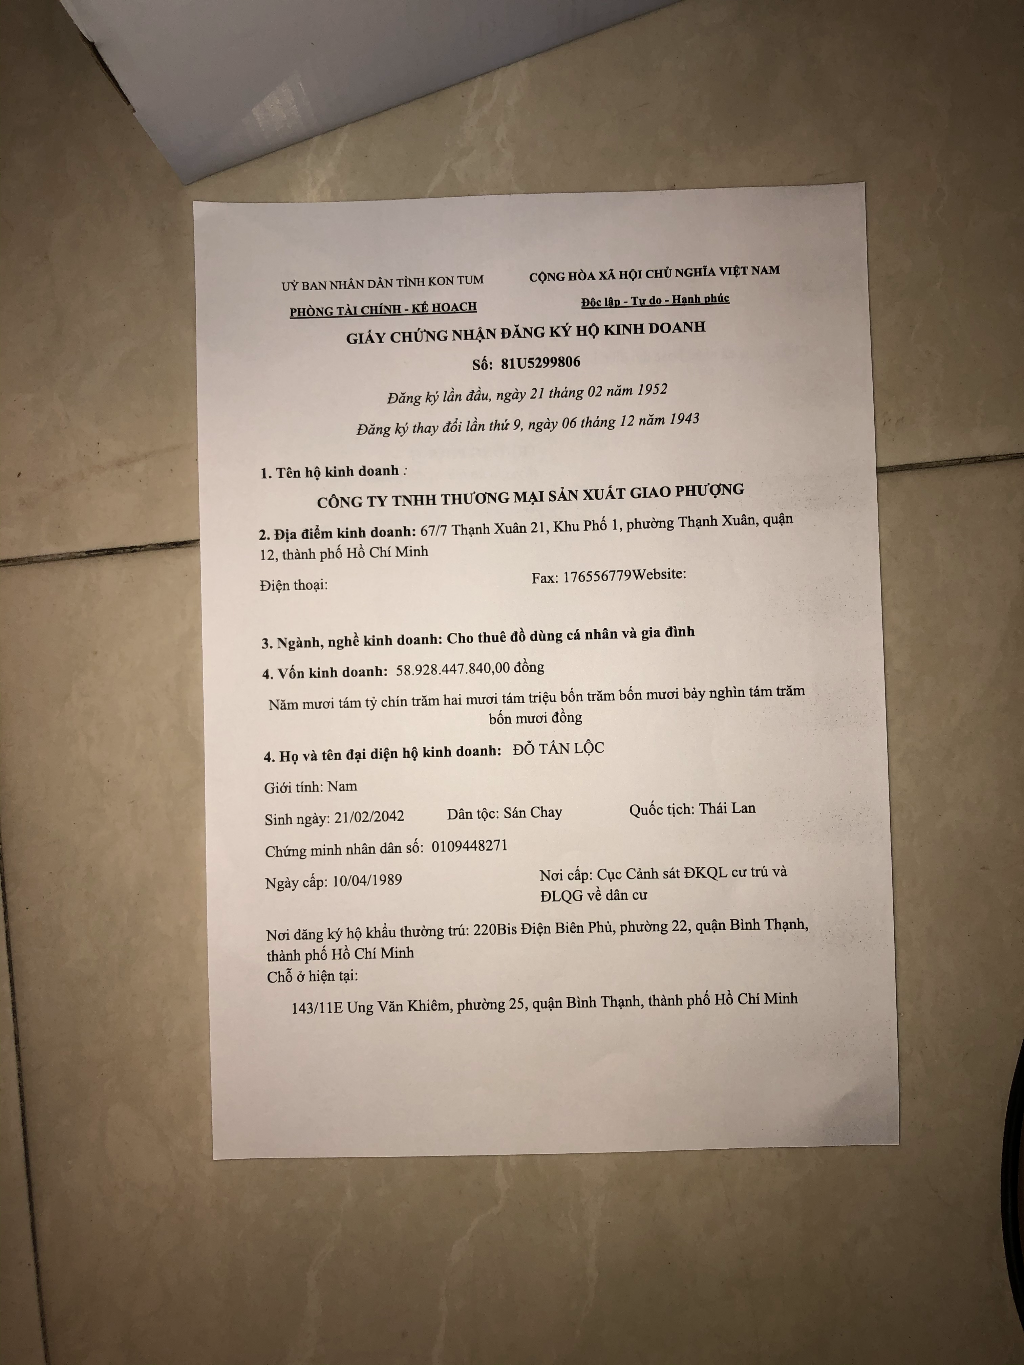 UỶ BAN NHÂN DÂN TỈNH KON TUM
CỘNG HÒA XÃ HỘI CHỦ NGHĨA VIỆT NAM
PHÒNG TÀI CHÍNH - KẾ HOẠCH
Độc lập - Tự do - Hạnh phúc
GIẤY CHỨNG NHẬN ĐĂNG KÝ HỘ KINH DOANH
Số: 81U5299806
Đăng ký lần đầu, ngày 21 tháng 02 năm 1952
Đăng ký thay đổi lần thứ 9, ngày 06 tháng 12 năm 1943
1. Tên hộ kinh doanh :
CÔNG TY TNHH THƯƠNG MẠI SẢN XUẤT GIAO PHƯỢNG
2. Địa điểm kinh doanh: 67/7 Thạnh Xuân 21, Khu Phố 1, phường Thạnh Xuân, quận
12, thành phố Hồ Chí Minh
Điện thoại:
Fax: 176556779Website:
3. Ngành, nghề kinh doanh: Cho thuê đồ dùng cá nhân và gia đình
4. Vốn kinh doanh: 58.928.447.840,00 đồng
Năm mươi tám tỷ chín trăm hai mươi tám triệu bốn trăm bốn mươi bảy nghìn tám trăm
bốn mươi đồng
4. Họ và tên đại diện hộ kinh doanh: ĐỖ TẤN LỘC
Giới tính: Nam
Sinh ngày: 21/02/2042
Dân tộc: Sán Chay
Quốc tịch: Thái Lan
Chứng minh nhân dân số: 0109448271
Ngày cấp: 10/04/1989
Nơi cấp: Cục Cảnh sát ĐKQL cư trú và
ĐLQG về dân cư
Nơi đăng ký hộ khẩu thường trú: 220Bis Điện Biên Phủ, phường 22, quận Bình Thạnh,
thành phố Hồ Chí Minh
Chỗ ở hiện tại:
143/11E Ung Văn Khiêm, phường 25, quận Bình Thạnh, thành phố Hồ Chí Minh